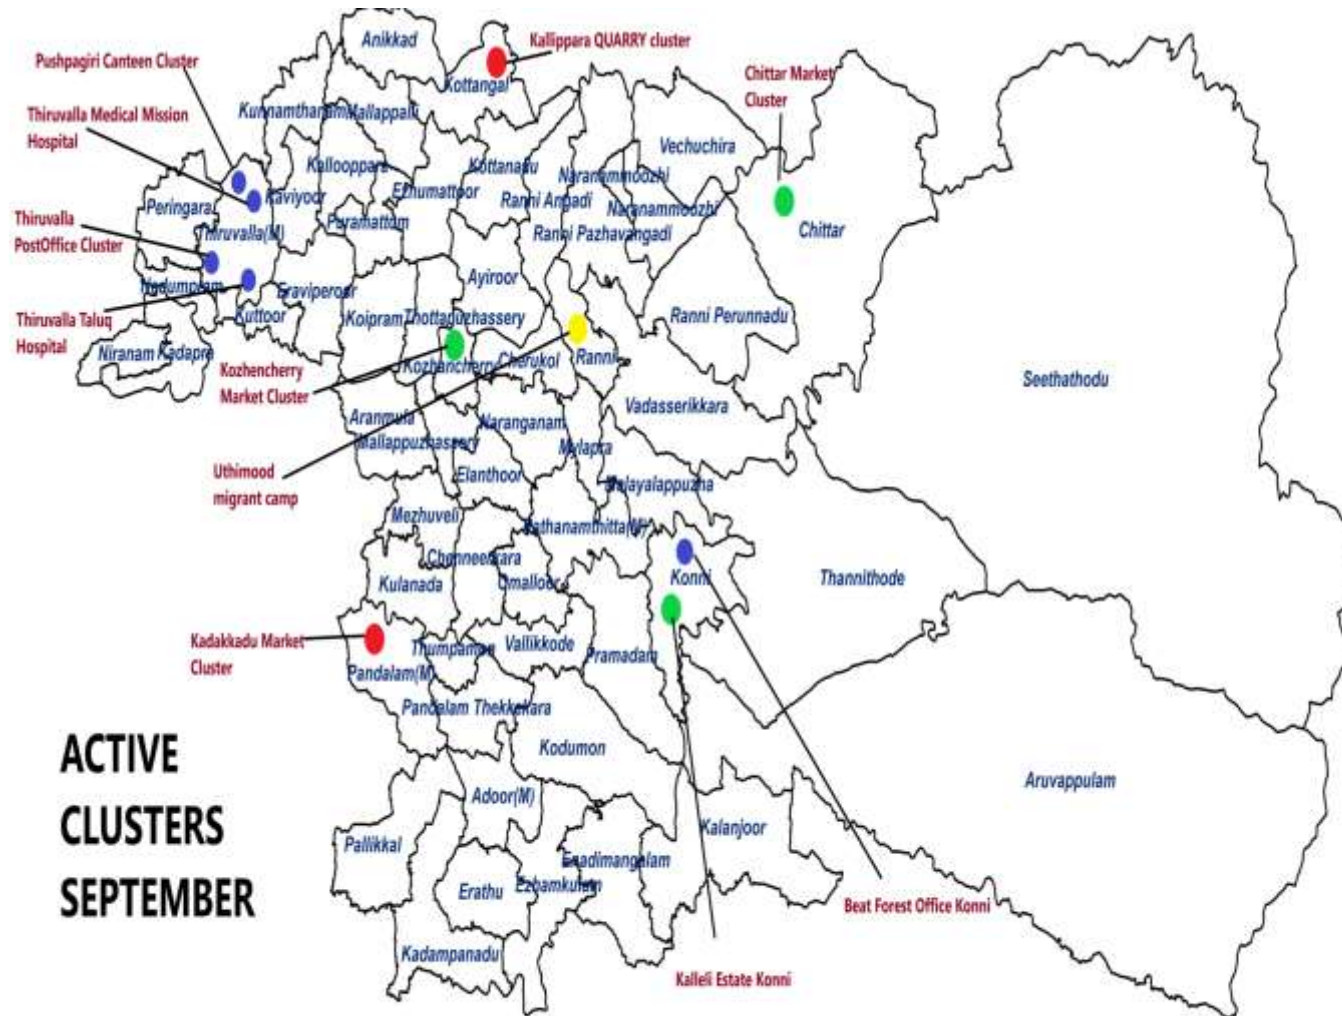 Anikkad
Kallippara QUARRY cluster
Pushpagiri Canteen Cluster
Kottangal
Chittar Market
Cluster
Thiruvalla Medical Mission
Hospital
Kunnamthanam
Mallappally
Vechuchira
Kallooppara
Kottanadu
Naranammoozhi
Ezhumattoor
Kaviyoor
Peringara
Ranni Angadi
Naranammoozhi
Puramattom
Thiruvalla
PostOffice Cluster
Thiruvalla(M)
Ranni Pazhavangadi
Chittar
Ayiroor
Nedumpram
Eraviperoor
Kuttoor
Koipram
Thottapuzhassery
Ranni Perunnadu
Thiruvalla Taluq
Hospital
Niranam
Kadapra
Kozhencherry
Market Cluster
Kozhancherry
Cherukol
Ranni
Seethathodu
Vadasserikkara
Aranmula
Naranganam
Mallappuzhassery
Mylapra
Uthimood
migrant camp
Elanthoor
Malayalappuzha
Mezhuveli
Pathanamthitta(M)
Chenneerkara
Kulanada
Omalloor
Konni
Thannithode
Kadakkadu Market
Cluster
Thumpamon
Vallikkode
Pramadam
Pandalam(M)
Pandalam Thekkekara
ACTIVE
CLUSTERS
SEPTEMBER
Kodumon
Aruvappulam
Adoor(M)
Kalanjoor
Pallikkal
Enadimangalam
Erathu
Ezhamkulam
Beat Forest Office Konni
Kadampanadu
Kalleli Estate Konni